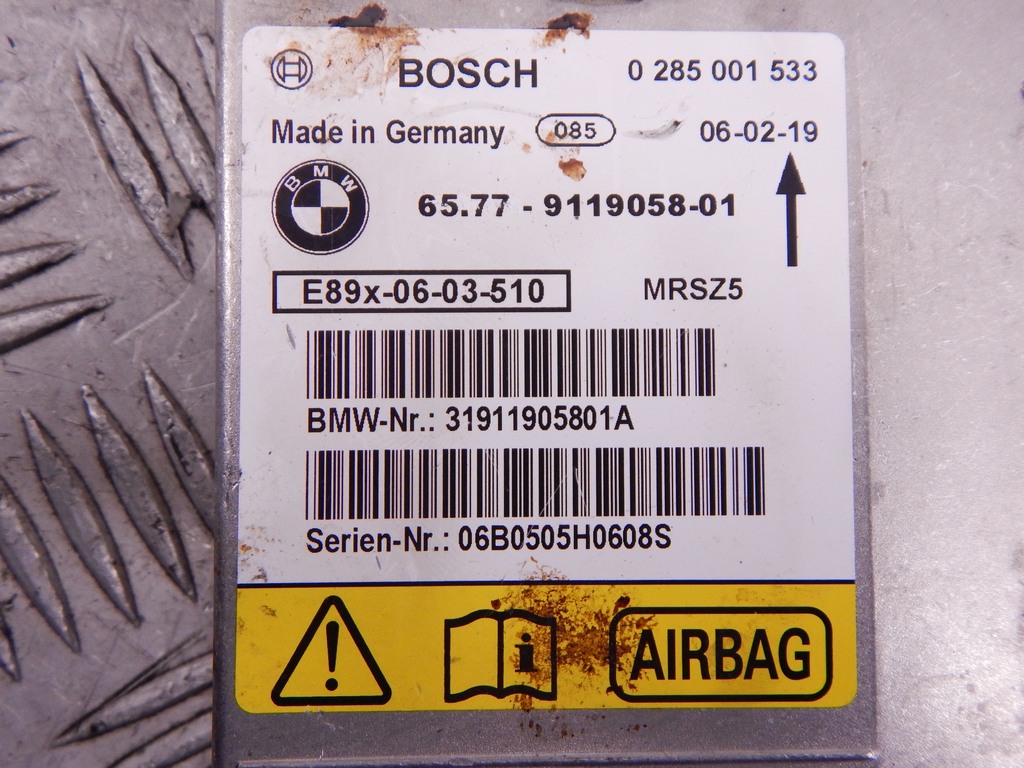 BOSCH 0 285 001 533
Made in Germany 085 06-02-19
BMW 65.77 - 9119058-01
E89x-06-03-510 MRSZ5
BMW-Nr.: 31911905801A
Serien-Nr.: 06B0505H0608S
! i AIRBAG